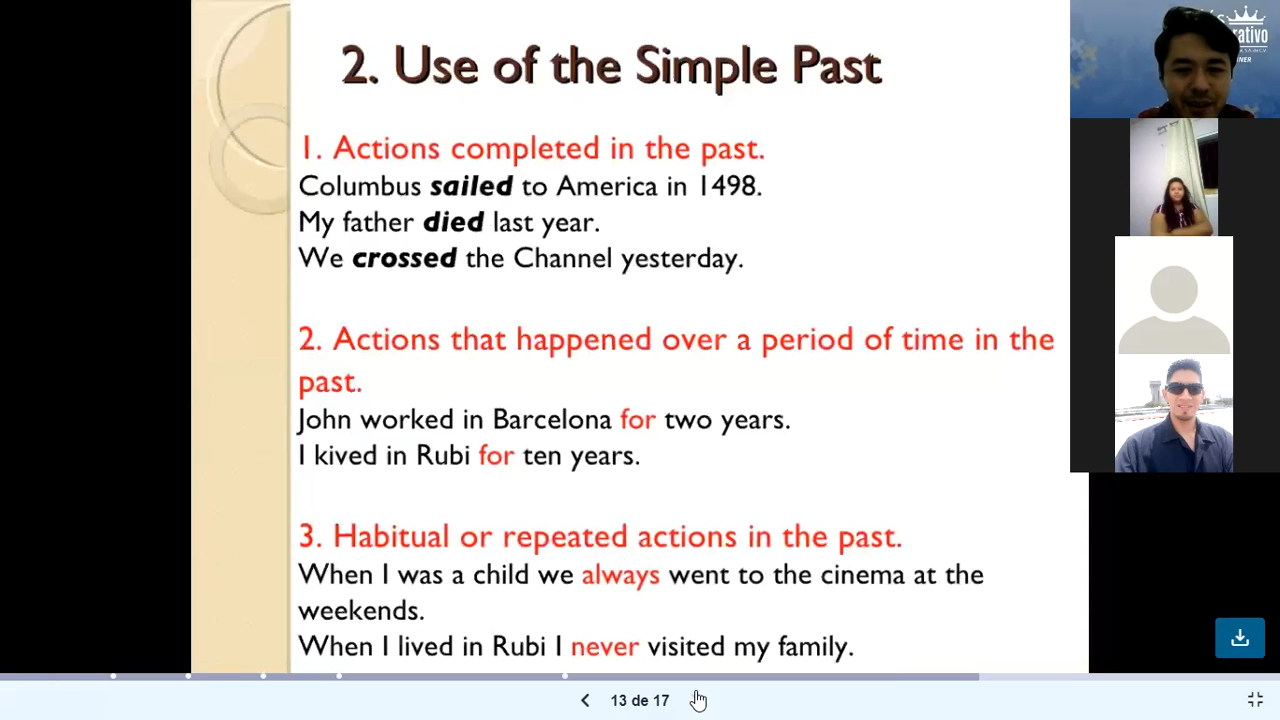 2. Use of the Simple Past
1. Actions completed in the past.
Columbus sailed to America in 1498.
My father died last year.
We crossed the Channel yesterday.
2. Actions that happened over a period of time in the
past.
John worked in Barcelona for two years.
I kived in Rubi for ten years.
3. Habitual or repeated actions in the past.
When I was a child we always went to the cinema at the
weekends.
When I lived in Rubi I never visited my family.
13 de 17